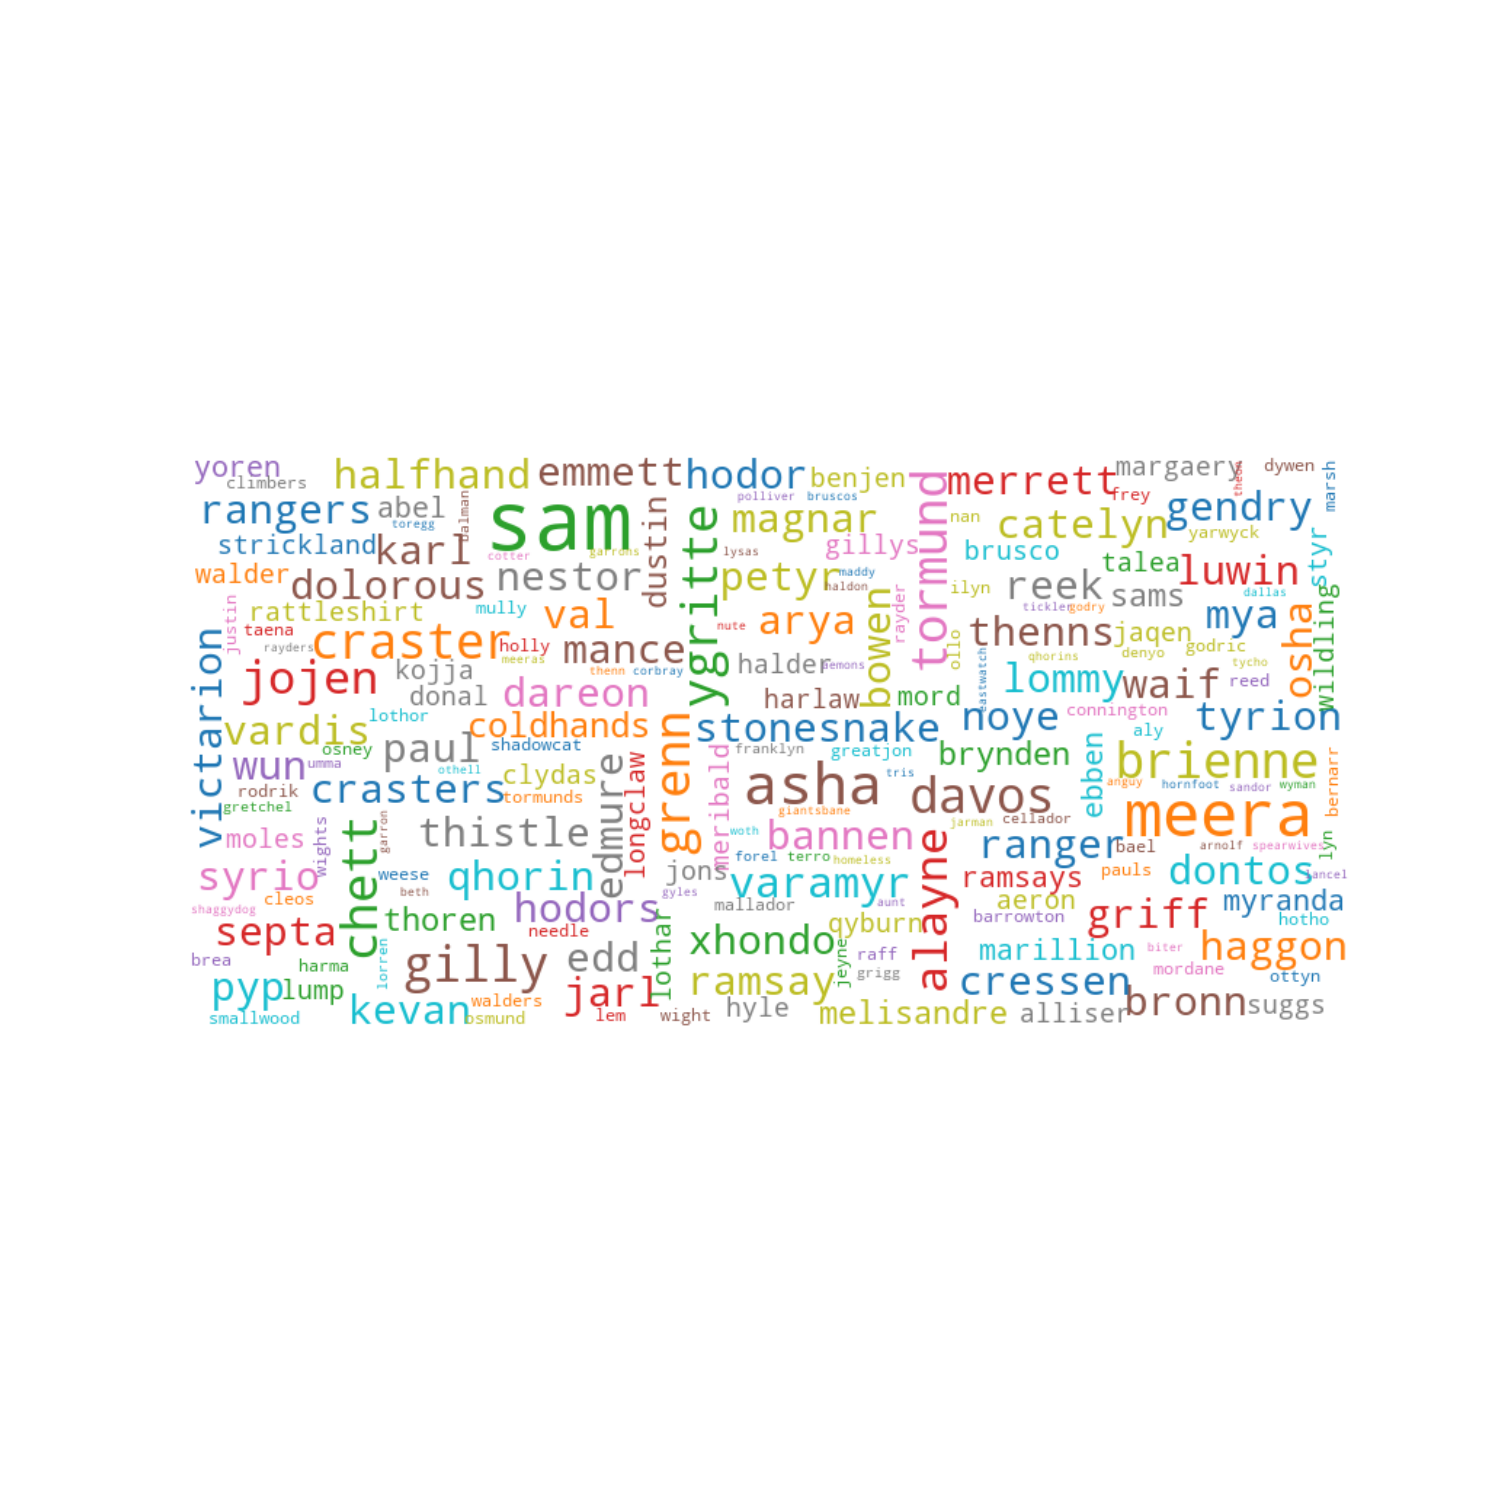 yoren
climbers
halfhand
emmett
hodor
benjen
tormund
merrett
margaery
theon
dywen
marsh
rangers
abel
toregg
dalman
sam
dustin
ygritte
polliver
bruscos
magnar
frey
nan
catelyn
gendry
yarwyck
strickland
karl
cotter
garrons
lysas
gillys
brusco
talea
luwin
styr
walder
dolorous
nestor
petyr
maddy
haldon
ilyn
reek
sams
dallas
justin
rattleshirt
mully
val
nute
arya
bowen
rayder
tickler
godry
mya
osha
wildling
taena
rayders
craster
holly
meeras
mance
halder
aemons
ollo
thenns
jaqen
denyo
godric
qhorins
tycho
victarion
jojen
kojja
donal
dareon
thenn
corbray
harlaw
mord
eastwatch
lommy
waif
reed
vardis
lothor
coldhands
grenn
stonesnake
noye
connington
tyrion
osney
paul
shadowcat
franklyn
greatjon
brynden
aly
brienne
wun
umma
othell
clydas
edmure
longclaw
meribald
asha
tris
davos
ebben
anguy
hornfoot
sandor
wyman
bernarr
rodrik
gretchel
crasters
tormunds
giantsbane
jarman
cellador
meera
moles
wights
chett
garron
thistle
woth
bannen
alayne
ranger
bael
arnolf
spearwives
lyn
syrio
weese
qhorin
jons
forel
terro
homeless
ramsays
pauls
dontos
lancel
cleos
beth
hodors
gyles
mallador
varamyr
aunt
aeron
barrowton
griff
myranda
hotho
shaggydog
septa
thoren
needle
lothar
xhondo
qyburn
brea
harma
lorren
gilly
edd
jeyne
raff
grigg
marillion
biter
mordane
haggon
ottyn
pyp
lump
jarl
ramsay
cressen
smallwood
kevan
walders
osmund
lem
wight
hyle
melisandre
alliser
bronn
suggs